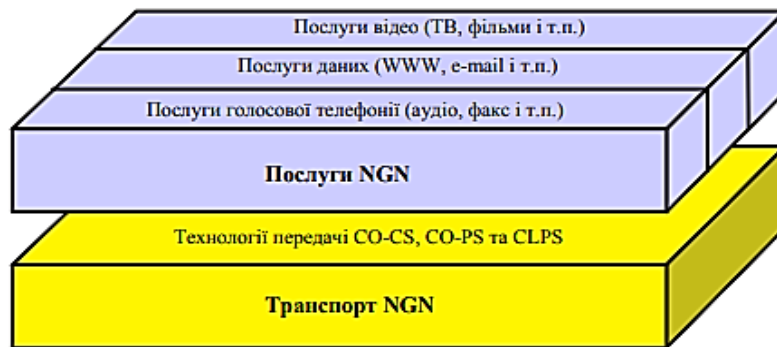 Послуги відео (ТВ, фільми і т.п.)
Послуги даних (WWW, e-mail і т.п.)
Послуги голосової телефонії (аудіо, факс і т.п.)
Послуги NGN
Технології передачі CO-CS, CO-PS та CLPS
Транспорт NGN